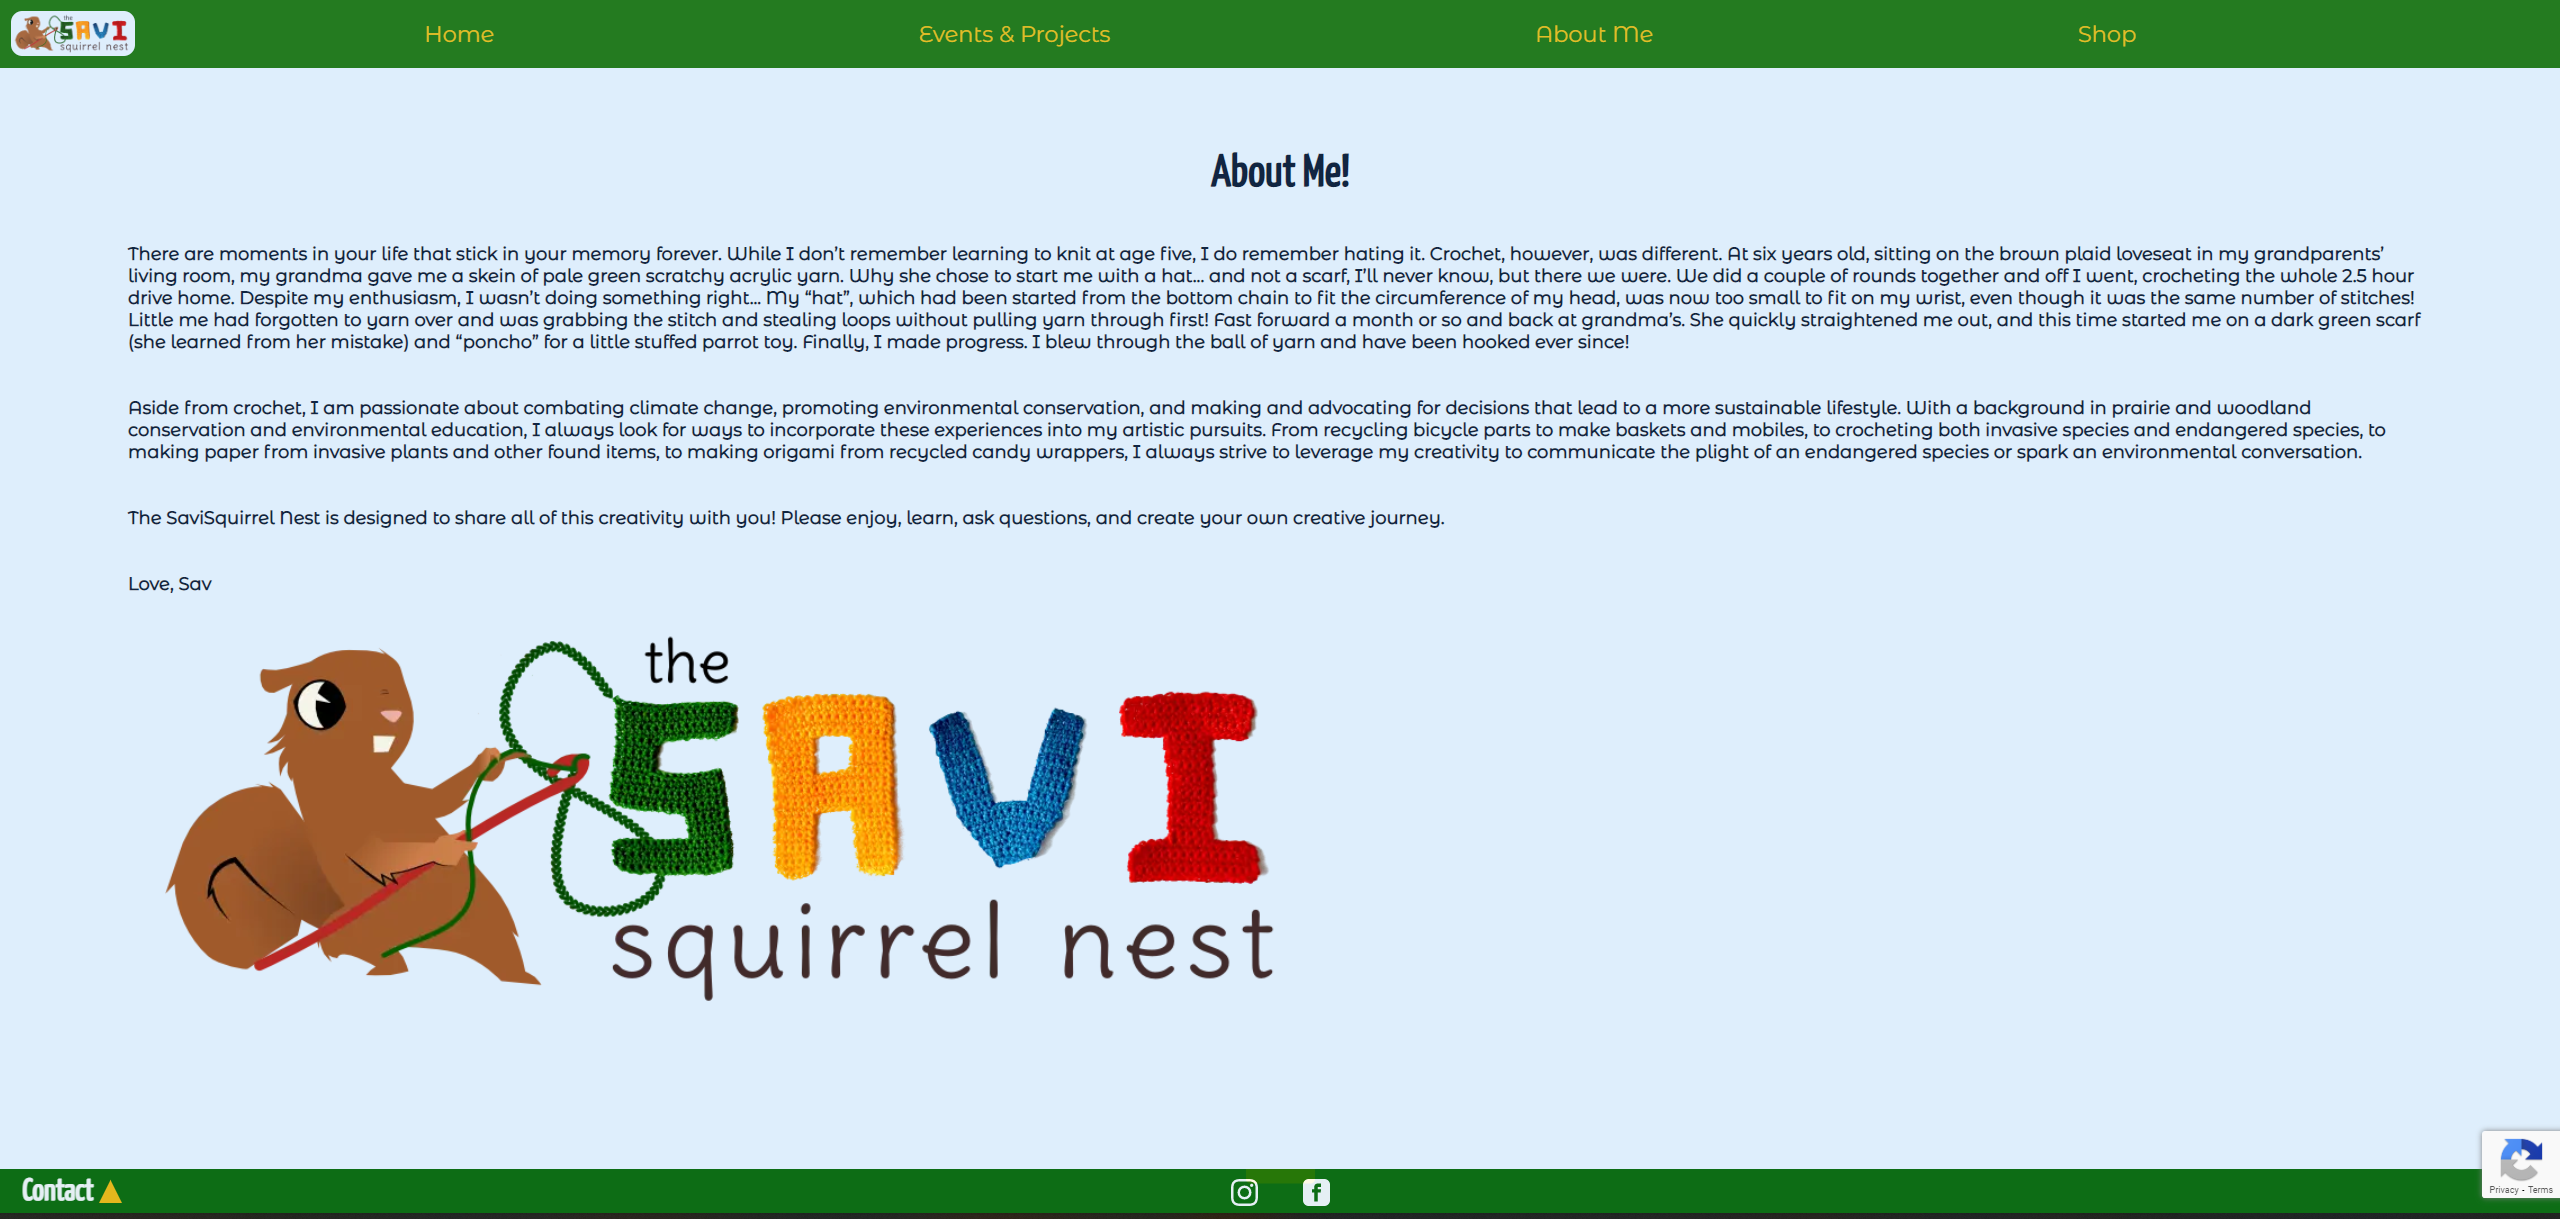 the
SAVI
squirrel nest
Home
Events & Projects
About Me
Shop
About Me!
There are moments in your life that stick in your memory forever. While I don’t remember learning to knit at age five, I do remember hating it. Crochet, however, was different. At six years old, sitting on the brown plaid loveseat in my grandparents’
living room, my grandma gave me a skein of pale green scratchy acrylic yarn. Why she chose to start me with a hat... and not a scarf, I’ll never know, but there we were. We did a couple of rounds together and off I went, crocheting the whole 2.5 hour
drive home. Despite my enthusiasm, I wasn’t doing something right... My “hat”, which had been started from the bottom chain to fit the circumference of my head, was now too small to fit on my wrist, even though it was the same number of stitches!
Little me had forgotten to yarn over and was grabbing the stitch and stealing loops without pulling yarn through first! Fast forward a month or so and back at grandma’s. She quickly straightened me out, and this time started me on a dark green scarf
(she learned from her mistake) and “poncho” for a little stuffed parrot toy. Finally, I made progress. I blew through the ball of yarn and have been hooked ever since!
Aside from crochet, I am passionate about combating climate change, promoting environmental conservation, and making and advocating for decisions that lead to a more sustainable lifestyle. With a background in prairie and woodland
conservation and environmental education, I always look for ways to incorporate these experiences into my artistic pursuits. From recycling bicycle parts to make baskets and mobiles, to crocheting both invasive species and endangered species, to
making paper from invasive plants and other found items, to making origami from recycled candy wrappers, I always strive to leverage my creativity to communicate the plight of an endangered species or spark an environmental conversation.
The SaviSquirrel Nest is designed to share all of this creativity with you! Please enjoy, learn, ask questions, and create your own creative journey.
Love, Sav
the
SAVI
squirrel nest
Contact
Privacy - Terms